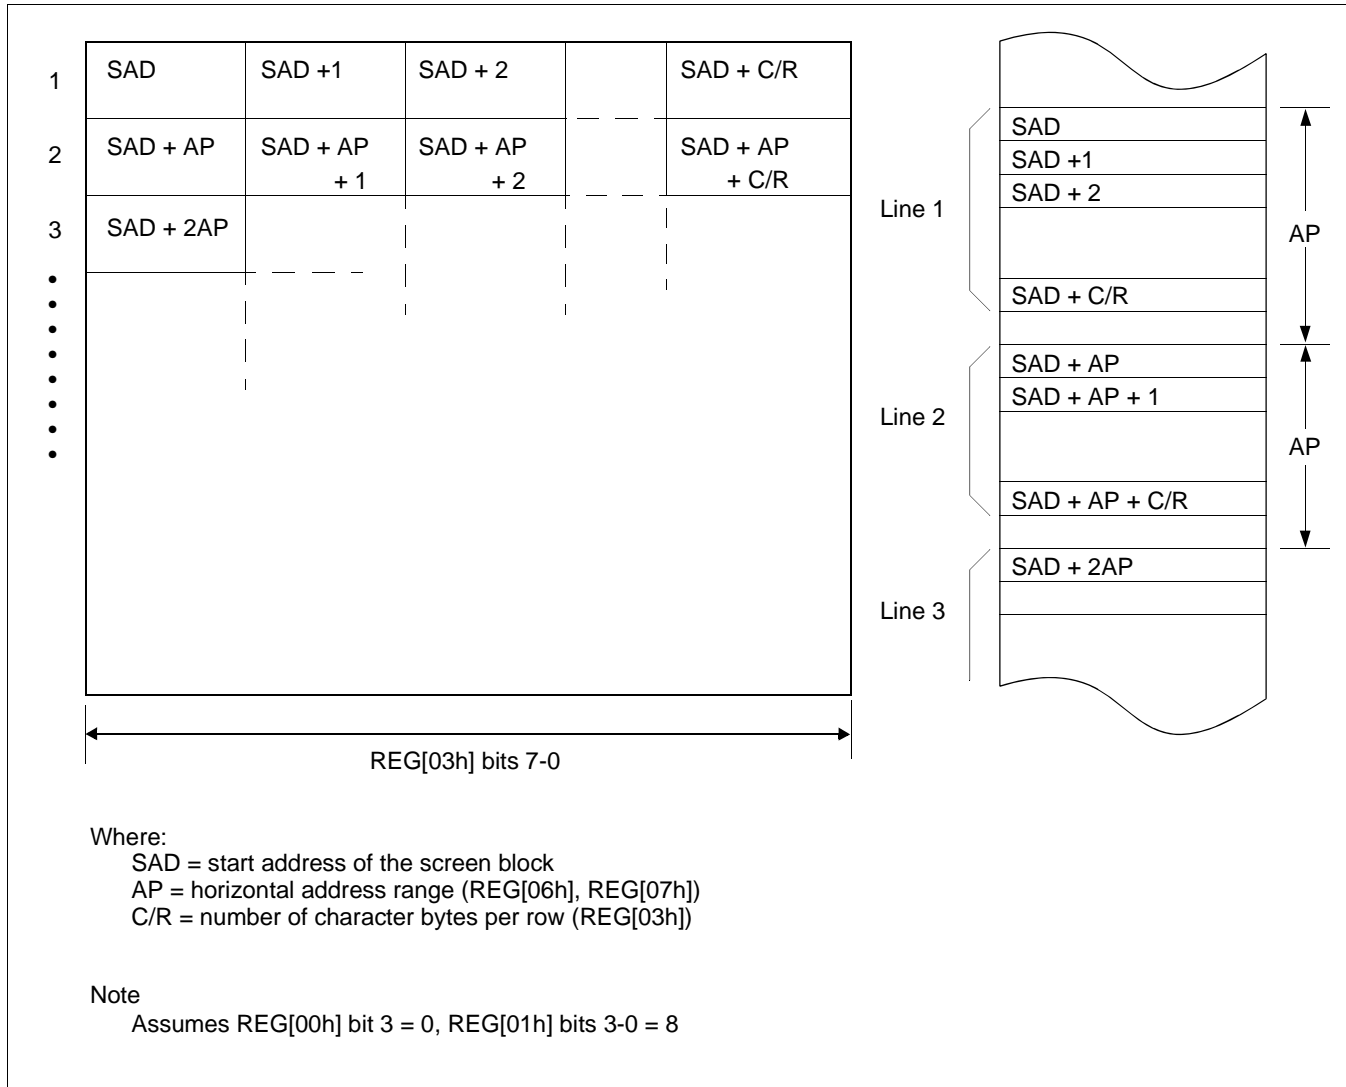 1
SAD
SAD +1
SAD + 2
SAD + C/R
2
SAD + AP
SAD + AP
+ 1
SAD + AP
+ 2
SAD + AP
+ C/R
3
SAD + 2AP
REG[03h] bits 7-0
Line 1
SAD
SAD +1
SAD + 2
SAD + C/R
AP
Line 2
SAD + AP
SAD + AP + 1
SAD + AP + C/R
AP
Line 3
SAD + 2AP
Where:
SAD = start address of the screen block
AP = horizontal address range (REG[06h], REG[07h])
C/R = number of character bytes per row (REG[03h])
Note
Assumes REG[00h] bit 3 = 0, REG[01h] bits 3-0 = 8